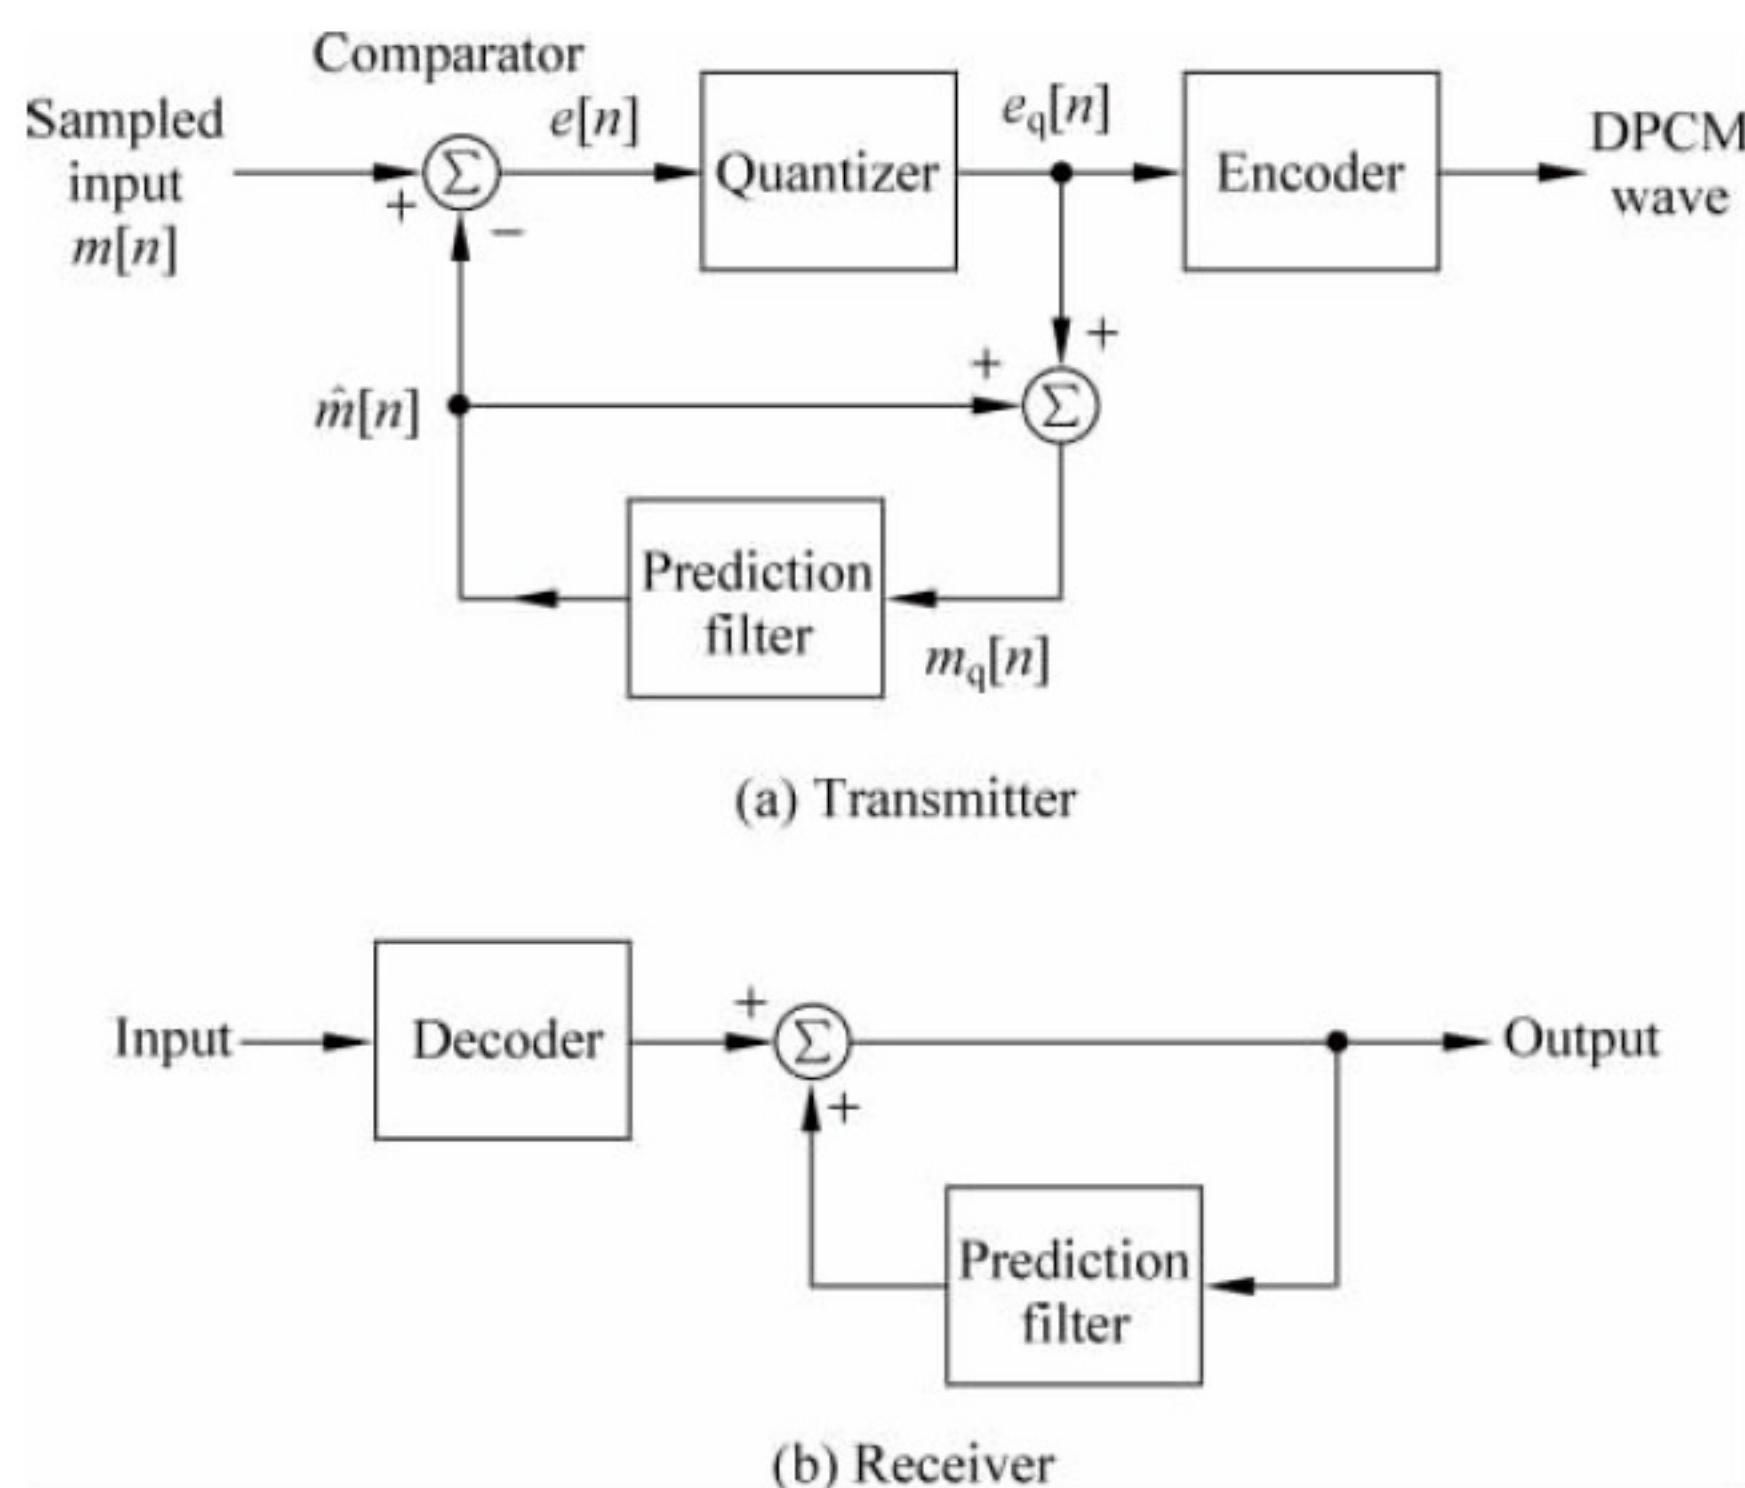 Comparator
Sampled
input
m[n]
+
Σ
−
e[n]
Quantizer
e_q[n]
Encoder
DPCM
wave
+
+
Σ
m̂[n]
Prediction
filter
m_q[n]
(a) Transmitter
Input
Decoder
+
Σ
+
Output
Prediction
filter
(b) Receiver